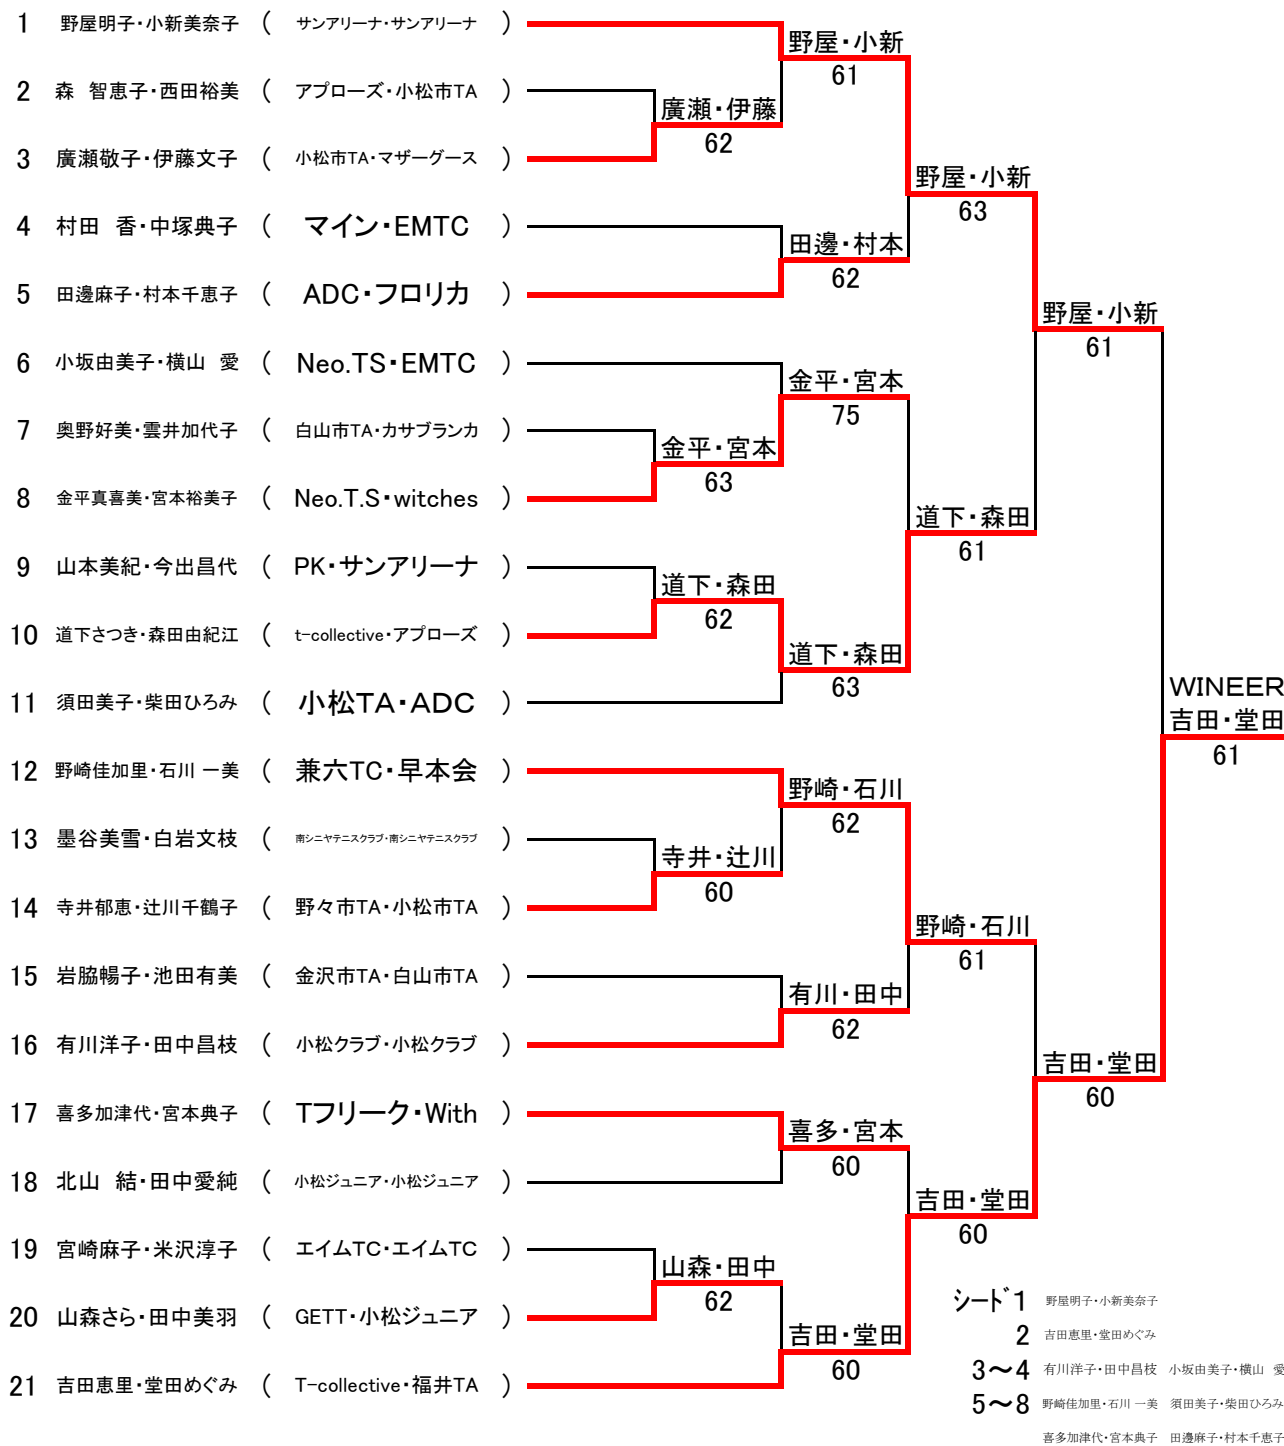 1 野屋明子・小新美奈子 ( サンアリーナ・サンアリーナ )
野屋・小新
61
2 森 智恵子・西田裕美 ( アプローズ・小松市TA )
廣瀬・伊藤
62
3 廣瀬敬子・伊藤文子 ( 小松市TA・マザーグース )
野屋・小新
63
4 村田 香・中塚典子 ( マイン・EMTC )
田邊・村本
62
5 田邊麻子・村本千恵子 ( ADC・フロリカ )
野屋・小新
61
6 小坂由美子・横山 愛 ( Neo.TS・EMTC )
金平・宮本
75
7 奥野好美・雲井加代子 ( 白山市TA・カサブランカ )
金平・宮本
63
8 金平真喜美・宮本裕美子 ( Neo.T.S・witches )
道下・森田
61
9 山本美紀・今出昌代 ( PK・サンアリーナ )
道下・森田
62
10 道下さつき・森田由紀江 ( t-collective・アプローズ )
道下・森田
63
11 須田美子・柴田ひろみ ( 小松TA・ADC )
WINEER
吉田・堂田
61
12 野崎佳加里・石川 一美 ( 兼六TC・早本会 )
野崎・石川
62
13 墨谷美雪・白岩文枝 ( 南シニヤテニスクラブ・南シニヤテニスクラブ )
寺井・辻川
60
14 寺井郁恵・辻川千鶴子 ( 野々市TA・小松市TA )
野崎・石川
61
15 岩脇暢子・池田有美 ( 金沢市TA・白山市TA )
有川・田中
62
16 有川洋子・田中昌枝 ( 小松クラブ・小松クラブ )
吉田・堂田
60
17 喜多加津代・宮本典子 ( Tフリーク・With )
喜多・宮本
60
18 北山 結・田中愛純 ( 小松ジュニア・小松ジュニア )
吉田・堂田
60
19 宮崎麻子・米沢淳子 ( エイムTC・エイムTC )
山森・田中
62
20 山森さら・田中美羽 ( GETT・小松ジュニア )
吉田・堂田
60
21 吉田恵里・堂田めぐみ ( T-collective・福井TA )
シード1 野屋明子・小新美奈子
2 吉田恵里・堂田めぐみ
3～4 有川洋子・田中昌枝 小坂由美子・横山 愛
5～8 野崎佳加里・石川 一美 須田美子・柴田ひろみ
喜多加津代・宮本典子 田邊麻子・村本千恵子